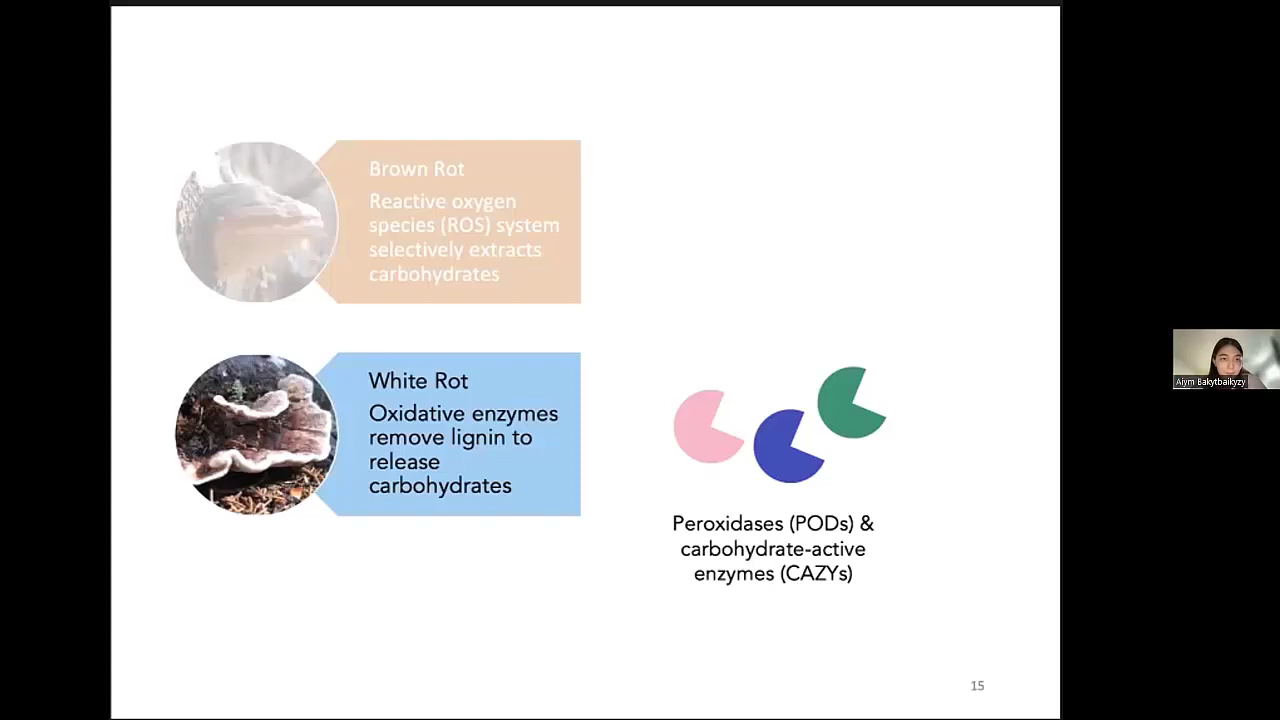 Brown Rot
Reactive oxygen
species (ROS) system
selectively extracts
carbohydrates
White Rot
Oxidative enzymes
remove lignin to
release
carbohydrates
Peroxidases (PODs) &
carbohydrate-active
enzymes (CAZYs)
15
Aiym Bakytbaikyzy